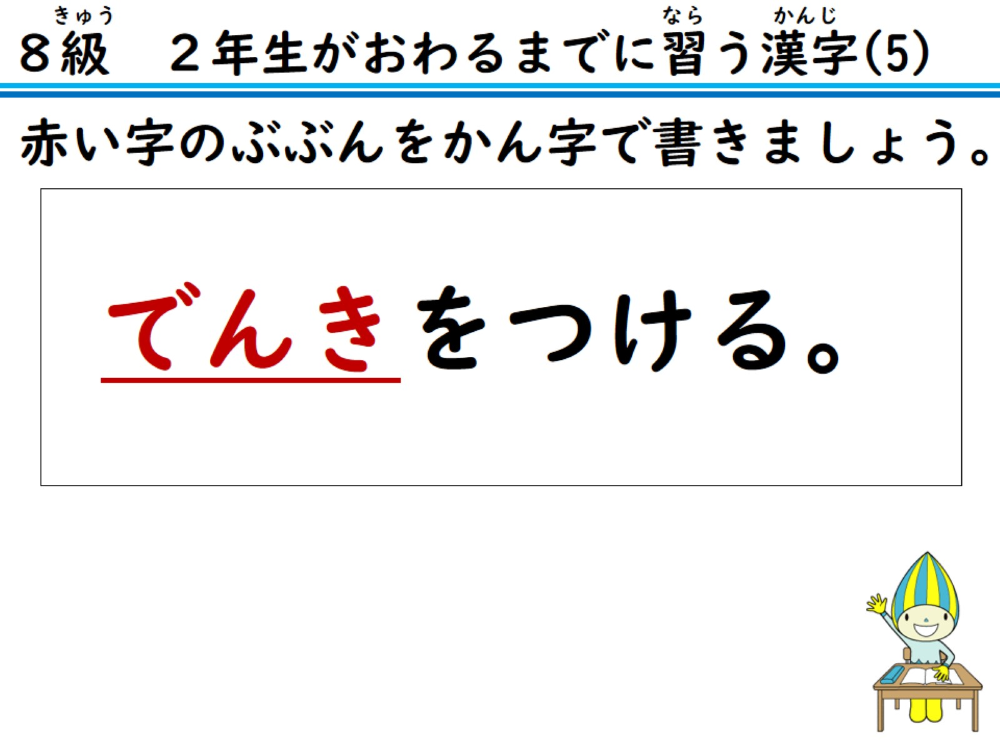 きゅう なら かんじ
８級　２年生がおわるまでに習う漢字(5)
赤い字のぶぶんをかん字で書きましょう。
でんきをつける。